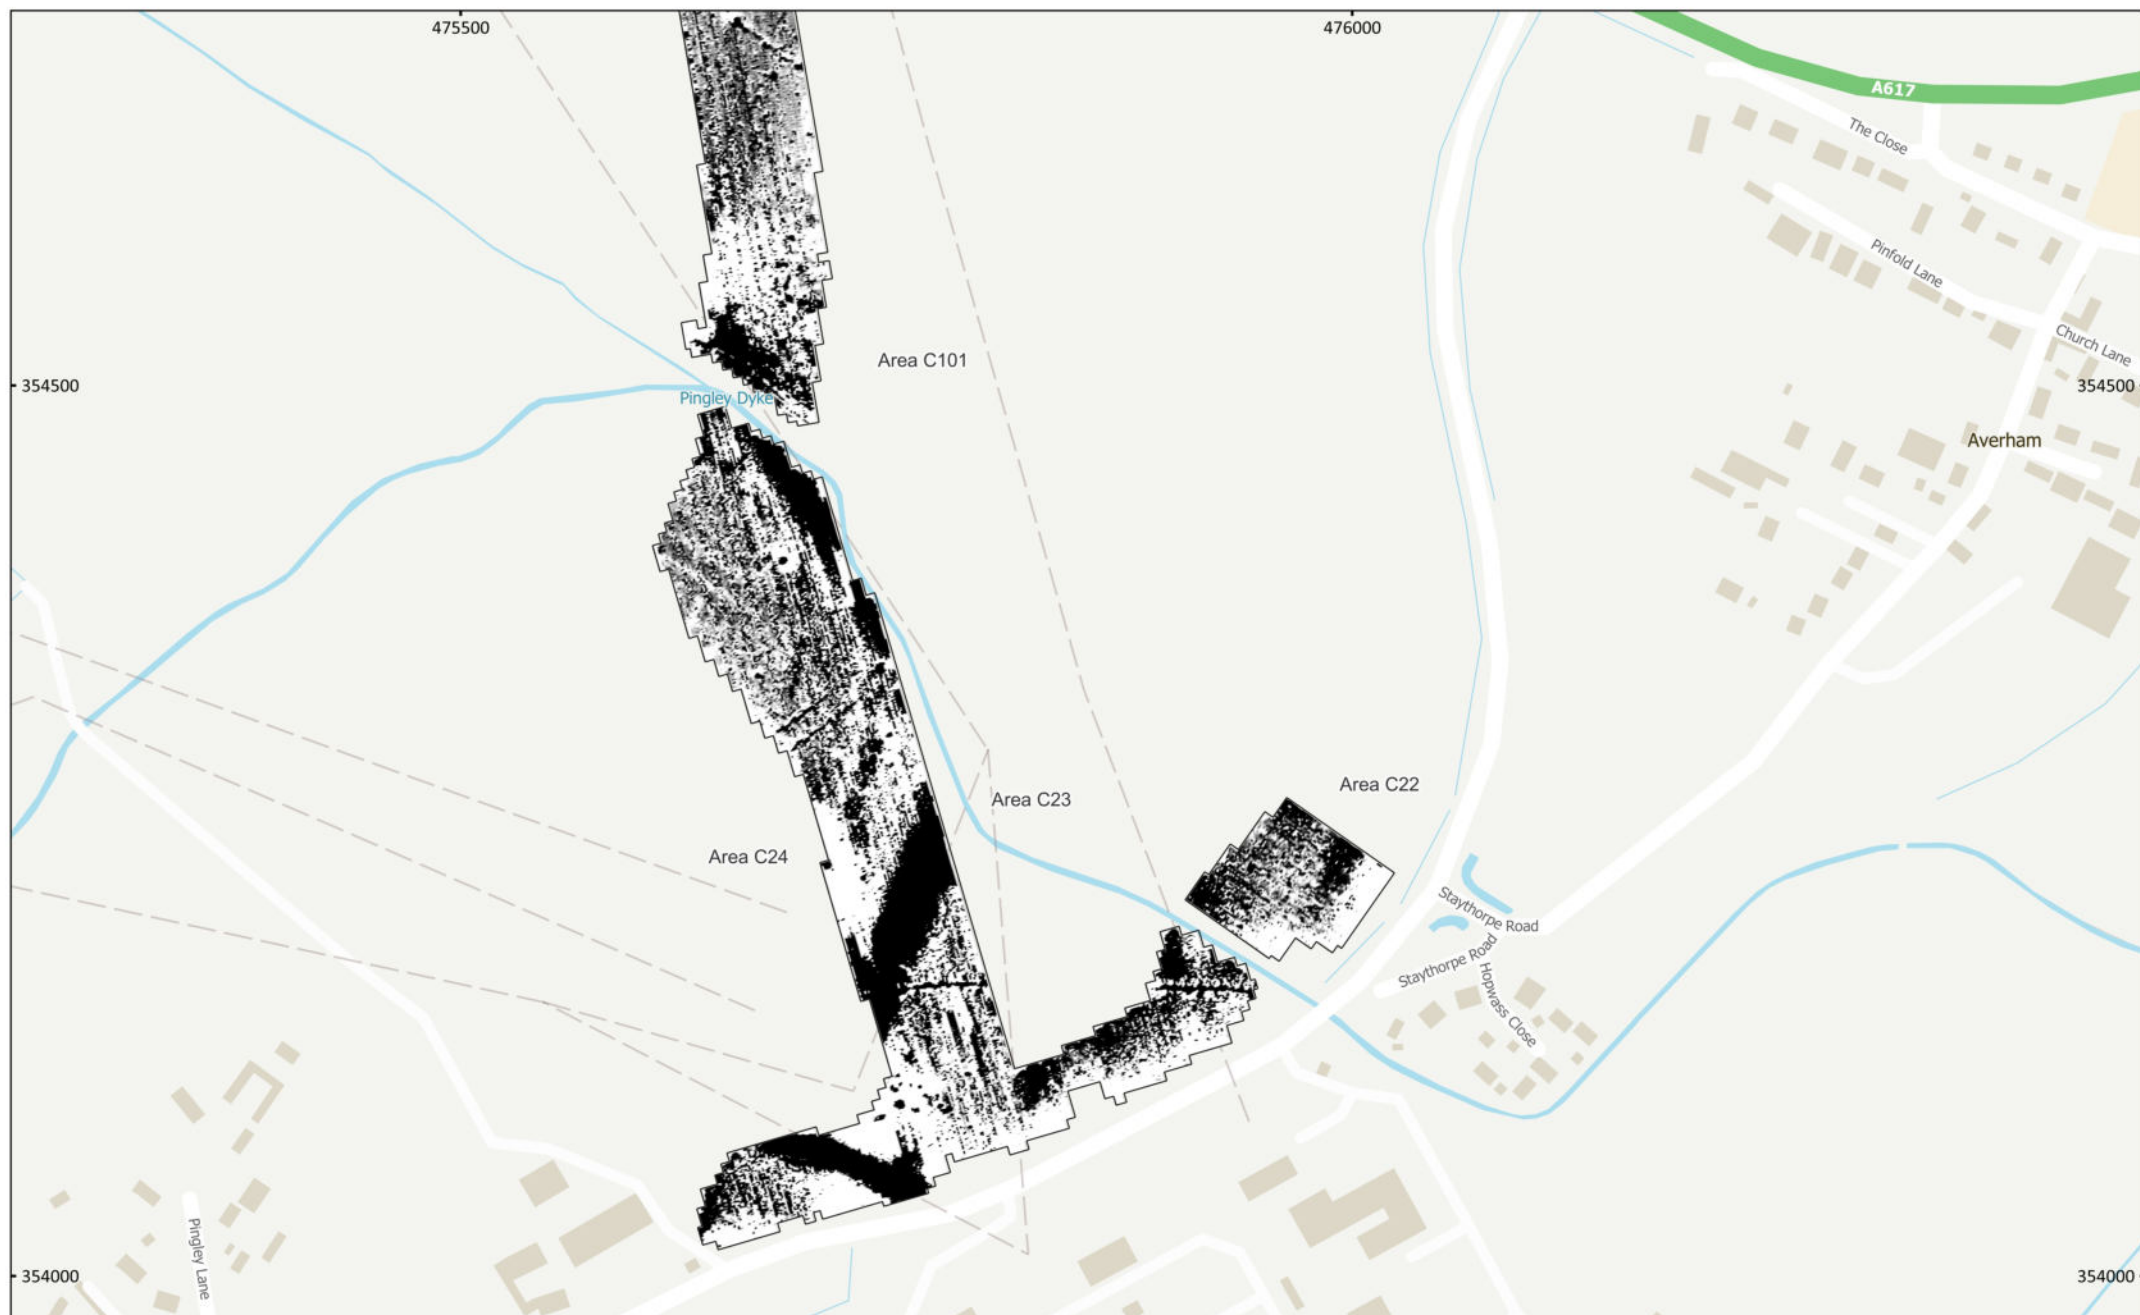 475500
476000
A617
The Close
Pinfold Lane
Church Lane
Area C101
354500
354500
Pingley Dyke
Averham
Area C22
Area C23
Area C24
Staythorpe Road
Staythorpe Road
Hopwass Close
Pingley Lane
354000
354000